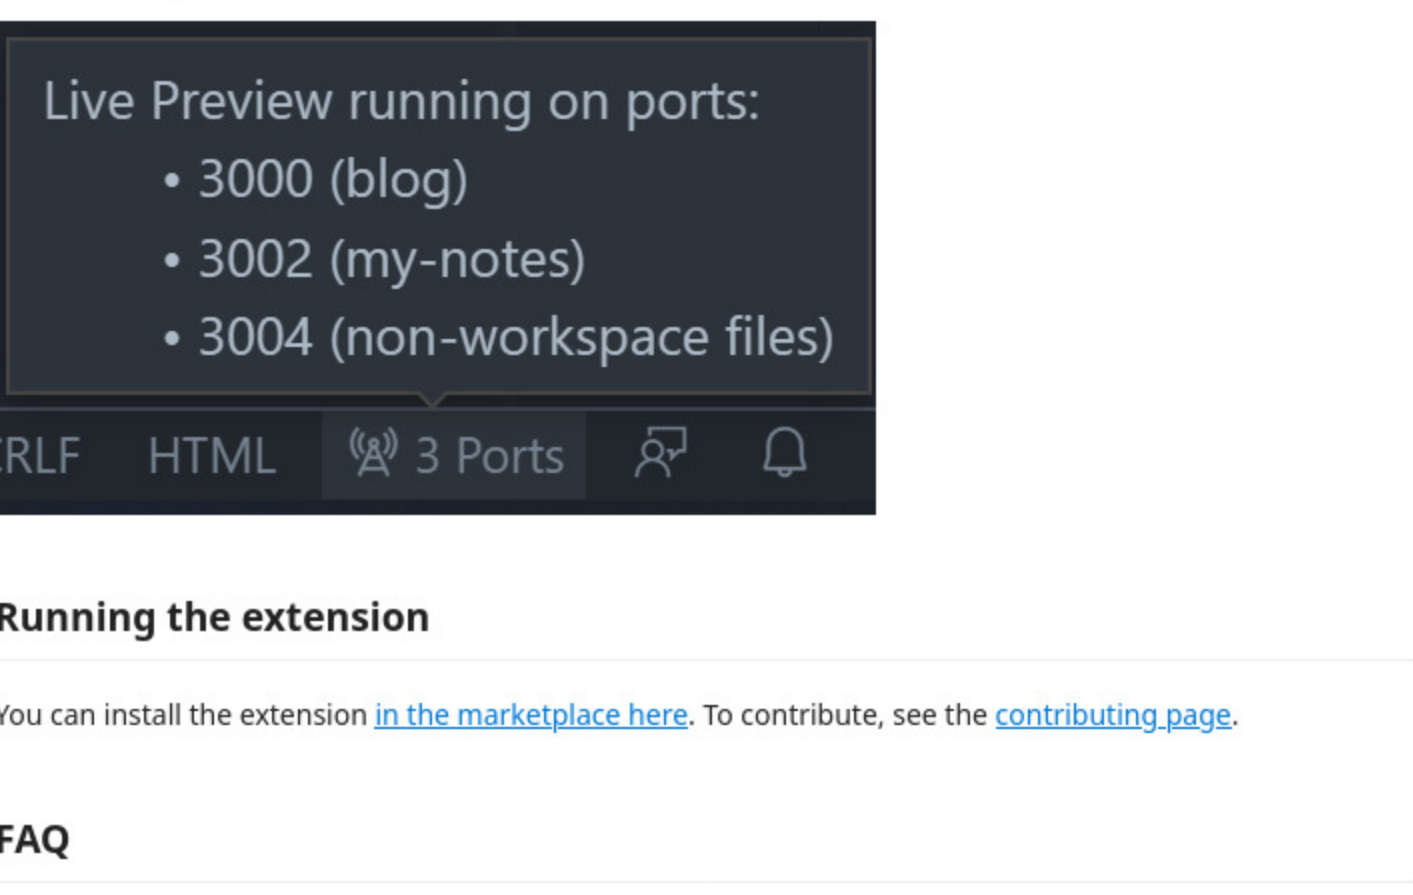 Live Preview running on ports:
• 3000 (blog)
• 3002 (my-notes)
• 3004 (non-workspace files)
CRLF HTML 3 Ports
Running the extension
You can install the extension in the marketplace here. To contribute, see the contributing page.
FAQ